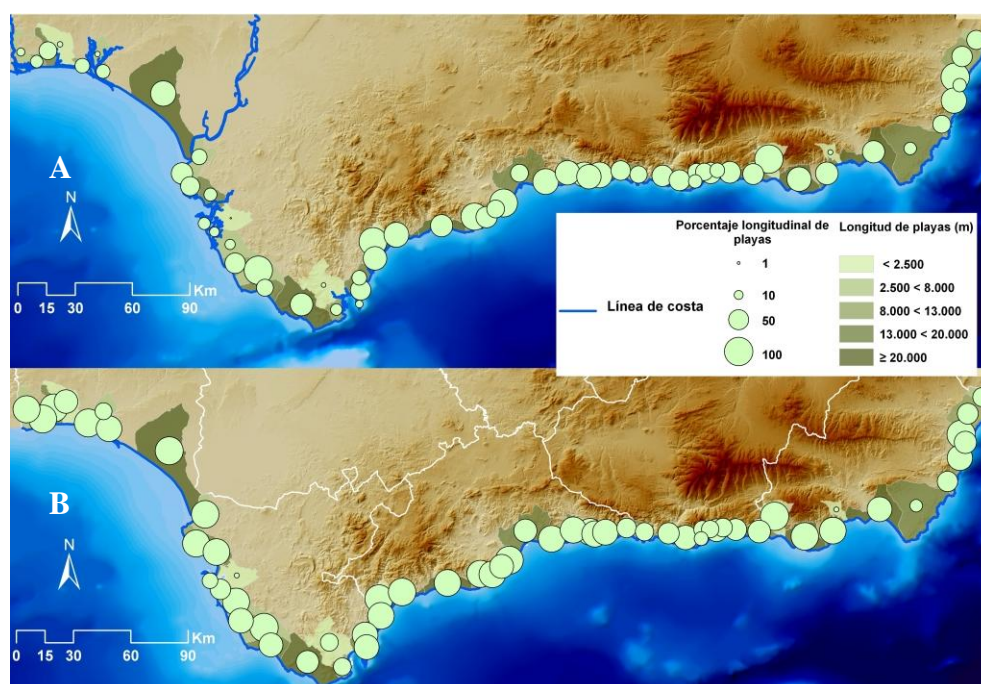 A
N
Km
0 15 30 60 90
Porcentaje longitudinal de
playas
1
10
50
100
Línea de costa
Longitud de playas (m)
< 2.500
2.500 < 8.000
8.000 < 13.000
13.000 < 20.000
≥ 20.000
B
N
Km
0 15 30 60 90